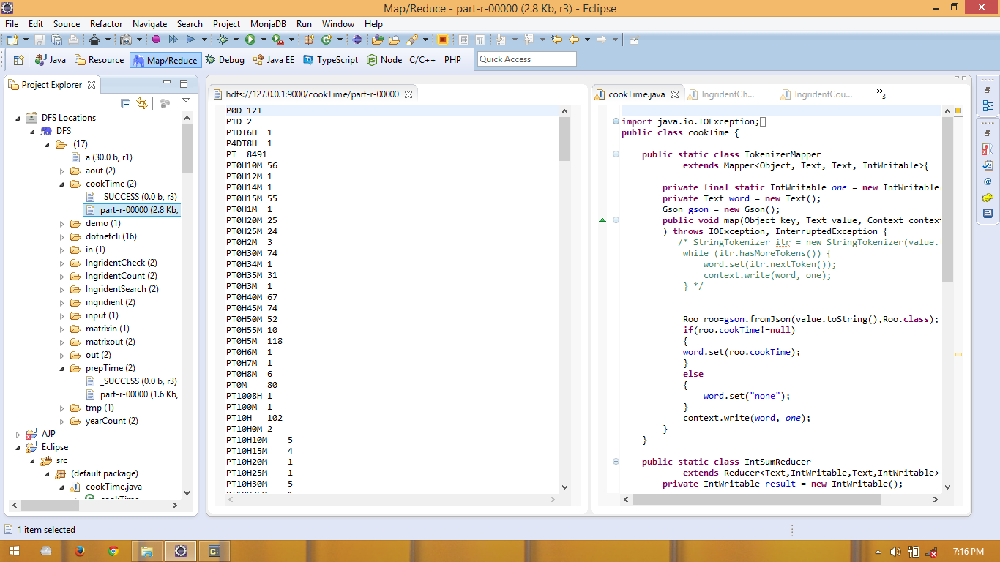 Map/Reduce - part-r-00000 (2.8 Kb, r3) - Eclipse
File Edit Source Refactor Navigate Search Project MonjaDB Run Window Help
Java Resource Map/Reduce Debug Java EE TypeScript Node C/C++ PHP Quick Access
Project Explorer
DFS Locations
DFS
(17)
a (30.0 b, r1)
aout (2)
cookTime (2)
_SUCCESS (0.0 b, r3)
part-r-00000 (2.8 Kb,
demo (1)
dotnetcli (16)
in (1)
IngridentCheck (2)
IngridentCount (2)
IngridentSearch (2)
ingridient (2)
input (1)
matrixin (1)
matrixout (2)
out (2)
prepTime (2)
_SUCCESS (0.0 b, r3)
part-r-00000 (1.6 Kb,
tmp (1)
yearCount (2)
AJP
Eclipse
src
(default package)
cookTime.java
hdfs://127.0.0.1:9000/cookTime/part-r-00000
P0D 121
P1D 2
P1DT6H 1
P4DT8H 1
PT 8491
PT0H10M 56
PT0H12M 1
PT0H14M 1
PT0H15M 55
PT0H1M 1
PT0H20M 25
PT0H25M 24
PT0H2M 3
PT0H30M 74
PT0H34M 1
PT0H35M 31
PT0H3M 1
PT0H40M 67
PT0H45M 74
PT0H50M 52
PT0H55M 10
PT0H5M 118
PT0H6M 1
PT0H7M 1
PT0H8M 6
PT0M 80
PT1008H 1
PT100M 1
PT10H 102
PT10H0M 2
PT10H10M 5
PT10H15M 4
PT10H20M 1
PT10H25M 1
PT10H30M 5
cookTime.java IngridentCh... IngridentCou... »3
import java.io.IOException;
public class cookTime {
public static class TokenizerMapper
extends Mapper<Object, Text, Text, IntWritable>{
private final static IntWritable one = new IntWritable(
private Text word = new Text();
Gson gson = new Gson();
public void map(Object key, Text value, Context context
) throws IOException, InterruptedException {
/* StringTokenizer itr = new StringTokenizer(value.t
while (itr.hasMoreTokens()) {
word.set(itr.nextToken());
context.write(word, one);
} */
Roo roo=gson.fromJson(value.toString(),Roo.class);
if(roo.cookTime!=null)
{
word.set(roo.cookTime);
}
else
{
word.set("none");
}
context.write(word, one);
}
}
public static class IntSumReducer
extends Reducer<Text,IntWritable,Text,IntWritable>
private IntWritable result = new IntWritable();
1 item selected
7:16 PM